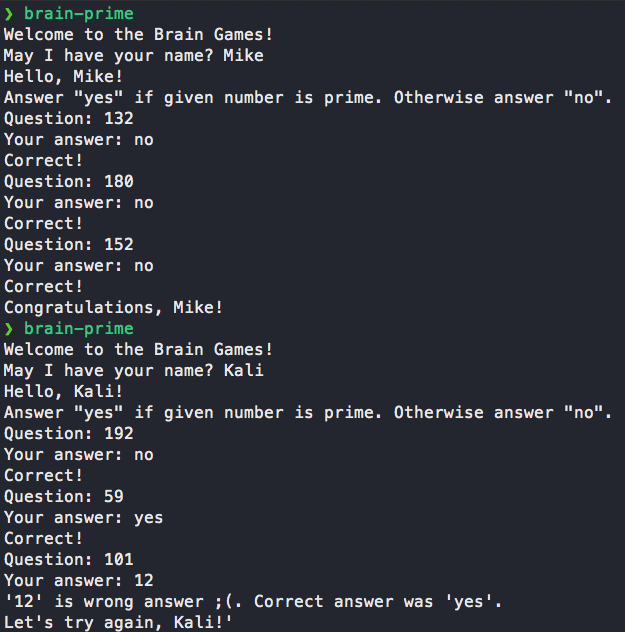 ❯ brain-prime
Welcome to the Brain Games!
May I have your name? Mike
Hello, Mike!
Answer "yes" if given number is prime. Otherwise answer "no".
Question: 132
Your answer: no
Correct!
Question: 180
Your answer: no
Correct!
Question: 152
Your answer: no
Correct!
Congratulations, Mike!
❯ brain-prime
Welcome to the Brain Games!
May I have your name? Kali
Hello, Kali!
Answer "yes" if given number is prime. Otherwise answer "no".
Question: 192
Your answer: no
Correct!
Question: 59
Your answer: yes
Correct!
Question: 101
Your answer: 12
'12' is wrong answer ;(. Correct answer was 'yes'.
Let's try again, Kali!'